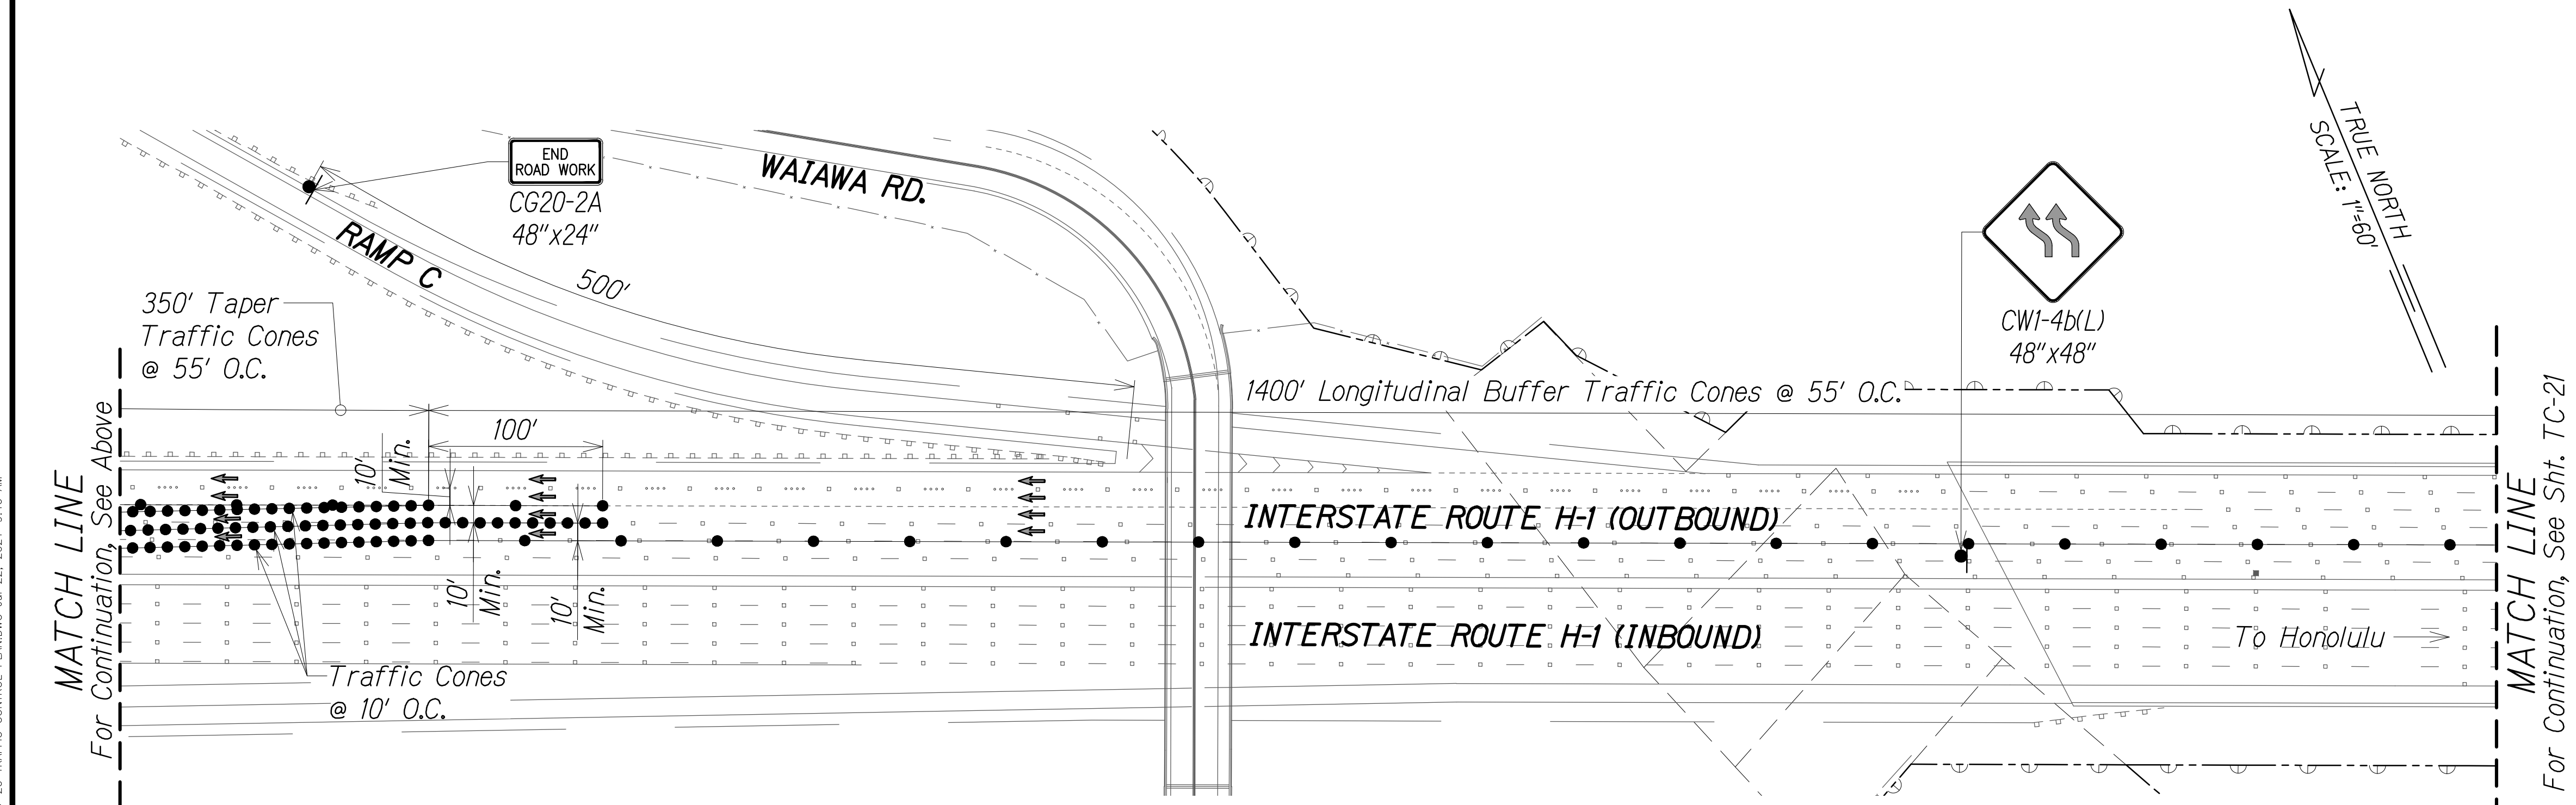 MATCH LINE
For Continuation, See Above
350' Taper
Traffic Cones
@ 55' O.C.
END
ROAD WORK
CG20-2A
48"x24"
RAMP C
500'
WAIAWA RD.
1400' Longitudinal Buffer Traffic Cones @ 55' O.C.
CW1-4b(L)
48"x48"
TRUE NORTH
SCALE: 1"=60'
100'
10'
Min.
10'
Min.
10'
Min.
Traffic Cones
@ 10' O.C.
INTERSTATE ROUTE H-1 (OUTBOUND)
INTERSTATE ROUTE H-1 (INBOUND)
To Honolulu
MATCH LINE
For Continuation, See Sht. TC-21